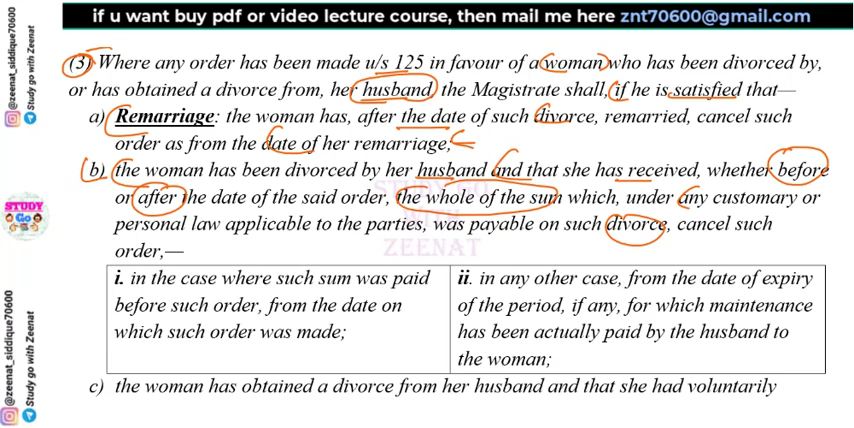 if u want buy pdf or video lecture course, then mail me here znt70600@gmail.com
@zeenat_siddique70600
Study go with Zeenat
(3) Where any order has been made u/s 125 in favour of a woman who has been divorced by,
or has obtained a divorce from, her husband, the Magistrate shall, if he is satisfied that—
a) Remarriage: the woman has, after the date of such divorce, remarried, cancel such
order as from the date of her remarriage;
b) the woman has been divorced by her husband and that she has received, whether before
or after the date of the said order, the whole of the sum which, under any customary or
personal law applicable to the parties, was payable on such divorce, cancel such
order,—
STUDY GO
WITH
ZEENAT
STUDY
Go
i. in the case where such sum was paid
before such order, from the date on
which such order was made;
ii. in any other case, from the date of expiry
of the period, if any, for which maintenance
has been actually paid by the husband to
the woman;
c) the woman has obtained a divorce from her husband and that she had voluntarily
@zeenat_siddique70600
Study go with Zeenat